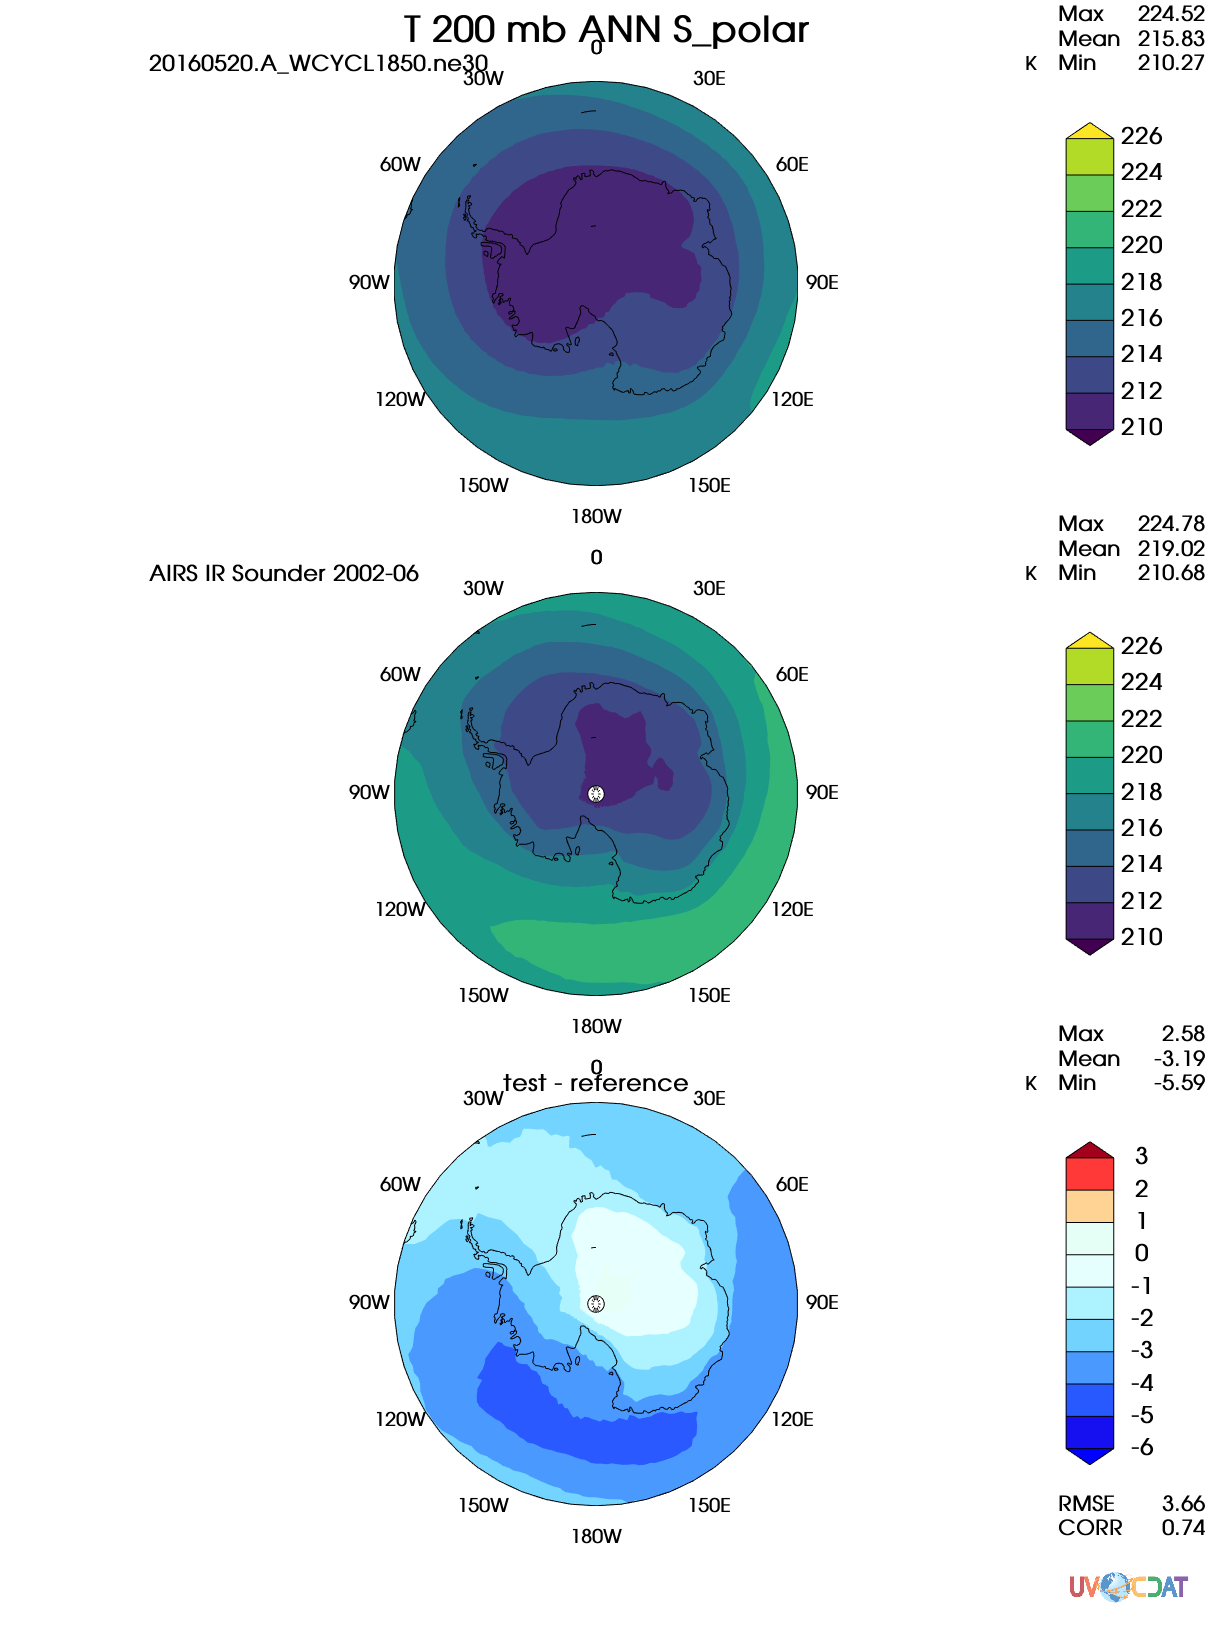 T 200 mb ANN S_polar
20160520.A_WCYCL1850.ne30
K
Max 224.52
Mean 215.83
Min 210.27
0
30W 30E
60W 60E
90W 90E
120W 120E
150W 150E
180W
226
224
222
220
218
216
214
212
210
AIRS IR Sounder 2002-06
K
Max 224.78
Mean 219.02
Min 210.68
0
30W 30E
60W 60E
90W 90E
120W 120E
150W 150E
180W
226
224
222
220
218
216
214
212
210
test - reference
K
Max 2.58
Mean -3.19
Min -5.59
0
30W 30E
60W 60E
90W 90E
120W 120E
150W 150E
180W
3
2
1
0
-1
-2
-3
-4
-5
-6
RMSE 3.66
CORR 0.74
UVCDAT